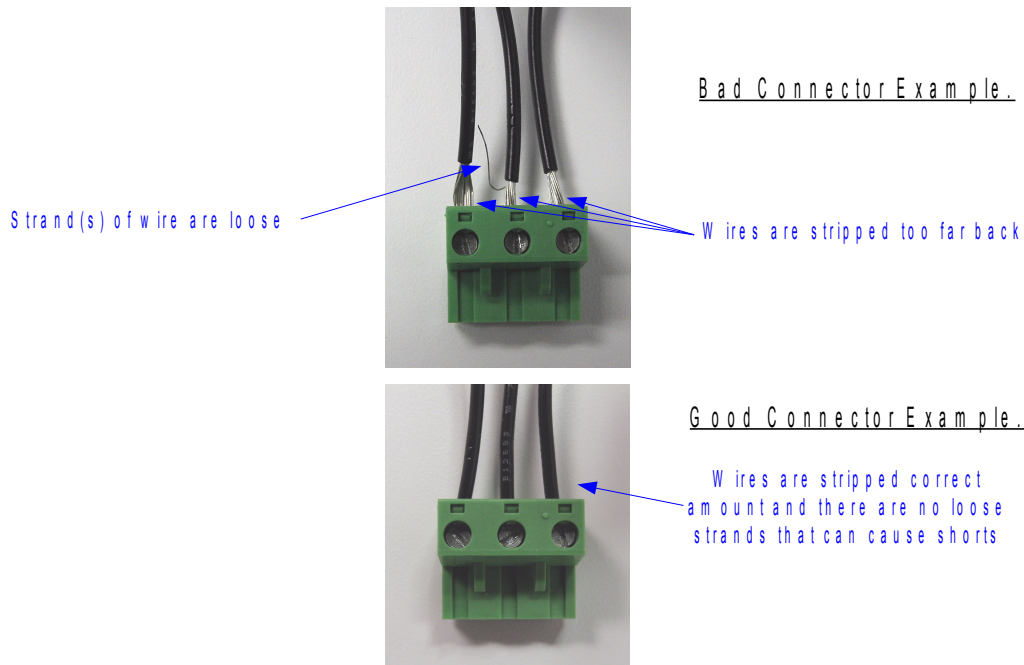 Bad Connector Example.
Strand(s) of wire are loose
Wires are stripped too far back
Good Connector Example.
Wires are stripped correct
amount and there are no loose
strands that can cause shorts